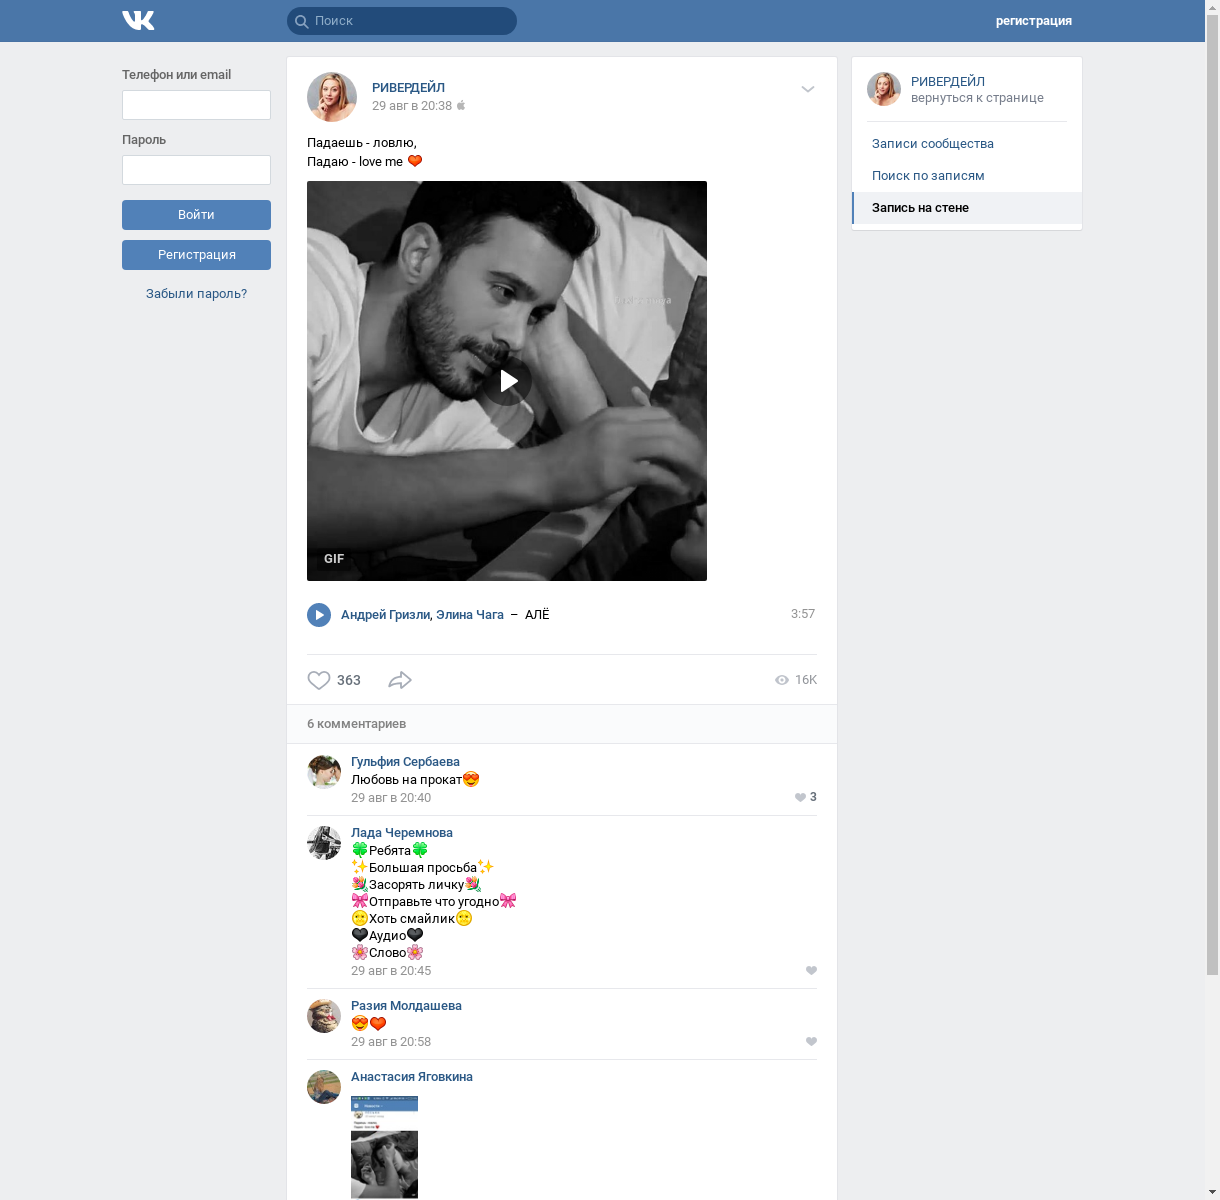 Поиск
регистрация
Телефон или email
Пароль
Войти
Регистрация
Забыли пароль?
РИВЕРДЕЙЛ
29 авг в 20:38
Падаешь - ловлю,
Падаю - love me
GIF
Андрей Гризли, Элина Чага – АЛЁ
3:57
363
16K
6 комментариев
Гульфия Сербаева
Любовь на прокат
29 авг в 20:40
3
Лада Черемнова
Ребята
Большая просьба
Засорять личку
Отправьте что угодно
Хоть смайлик
Аудио
Слово
29 авг в 20:45
Разия Молдашева
29 авг в 20:58
Анастасия Яговкина
РИВЕРДЕЙЛ
вернуться к странице
Записи сообщества
Поиск по записям
Запись на стене